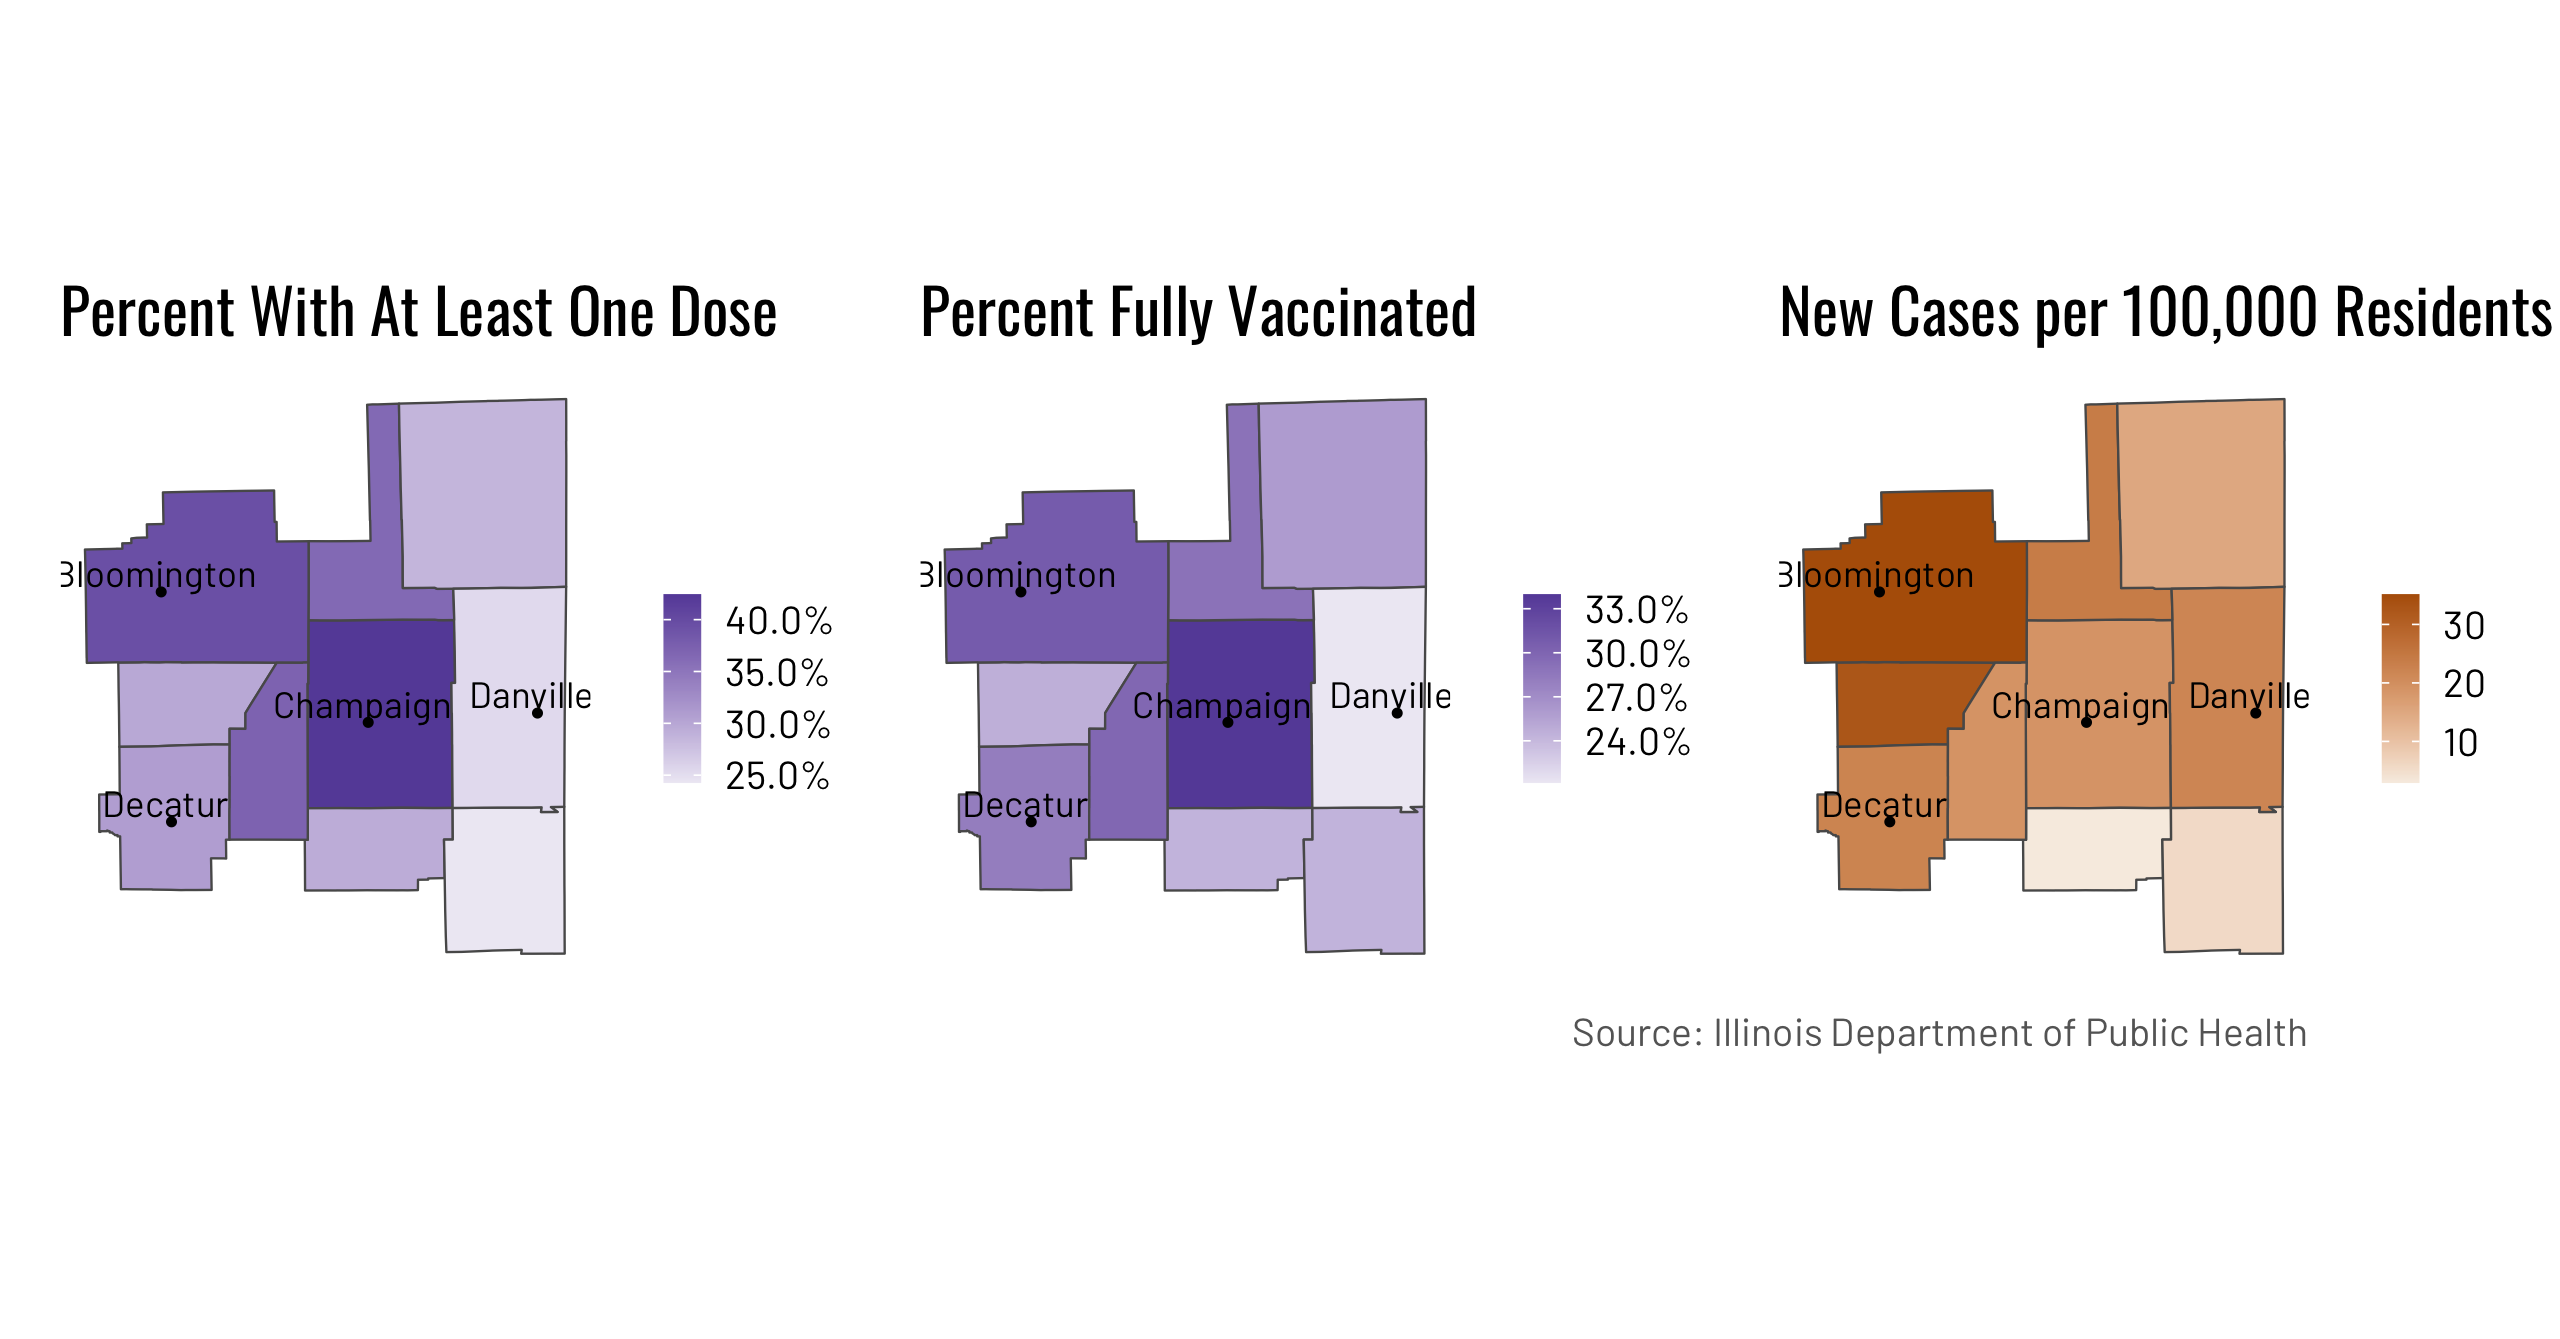 Percent With At Least One Dose
Bloomington
Champaign
Danville
Decatur
40.0%
35.0%
30.0%
25.0%
Percent Fully Vaccinated
Bloomington
Champaign
Danville
Decatur
33.0%
30.0%
27.0%
24.0%
New Cases per 100,000 Residents
Bloomington
Champaign
Danville
Decatur
30
20
10
Source: Illinois Department of Public Health